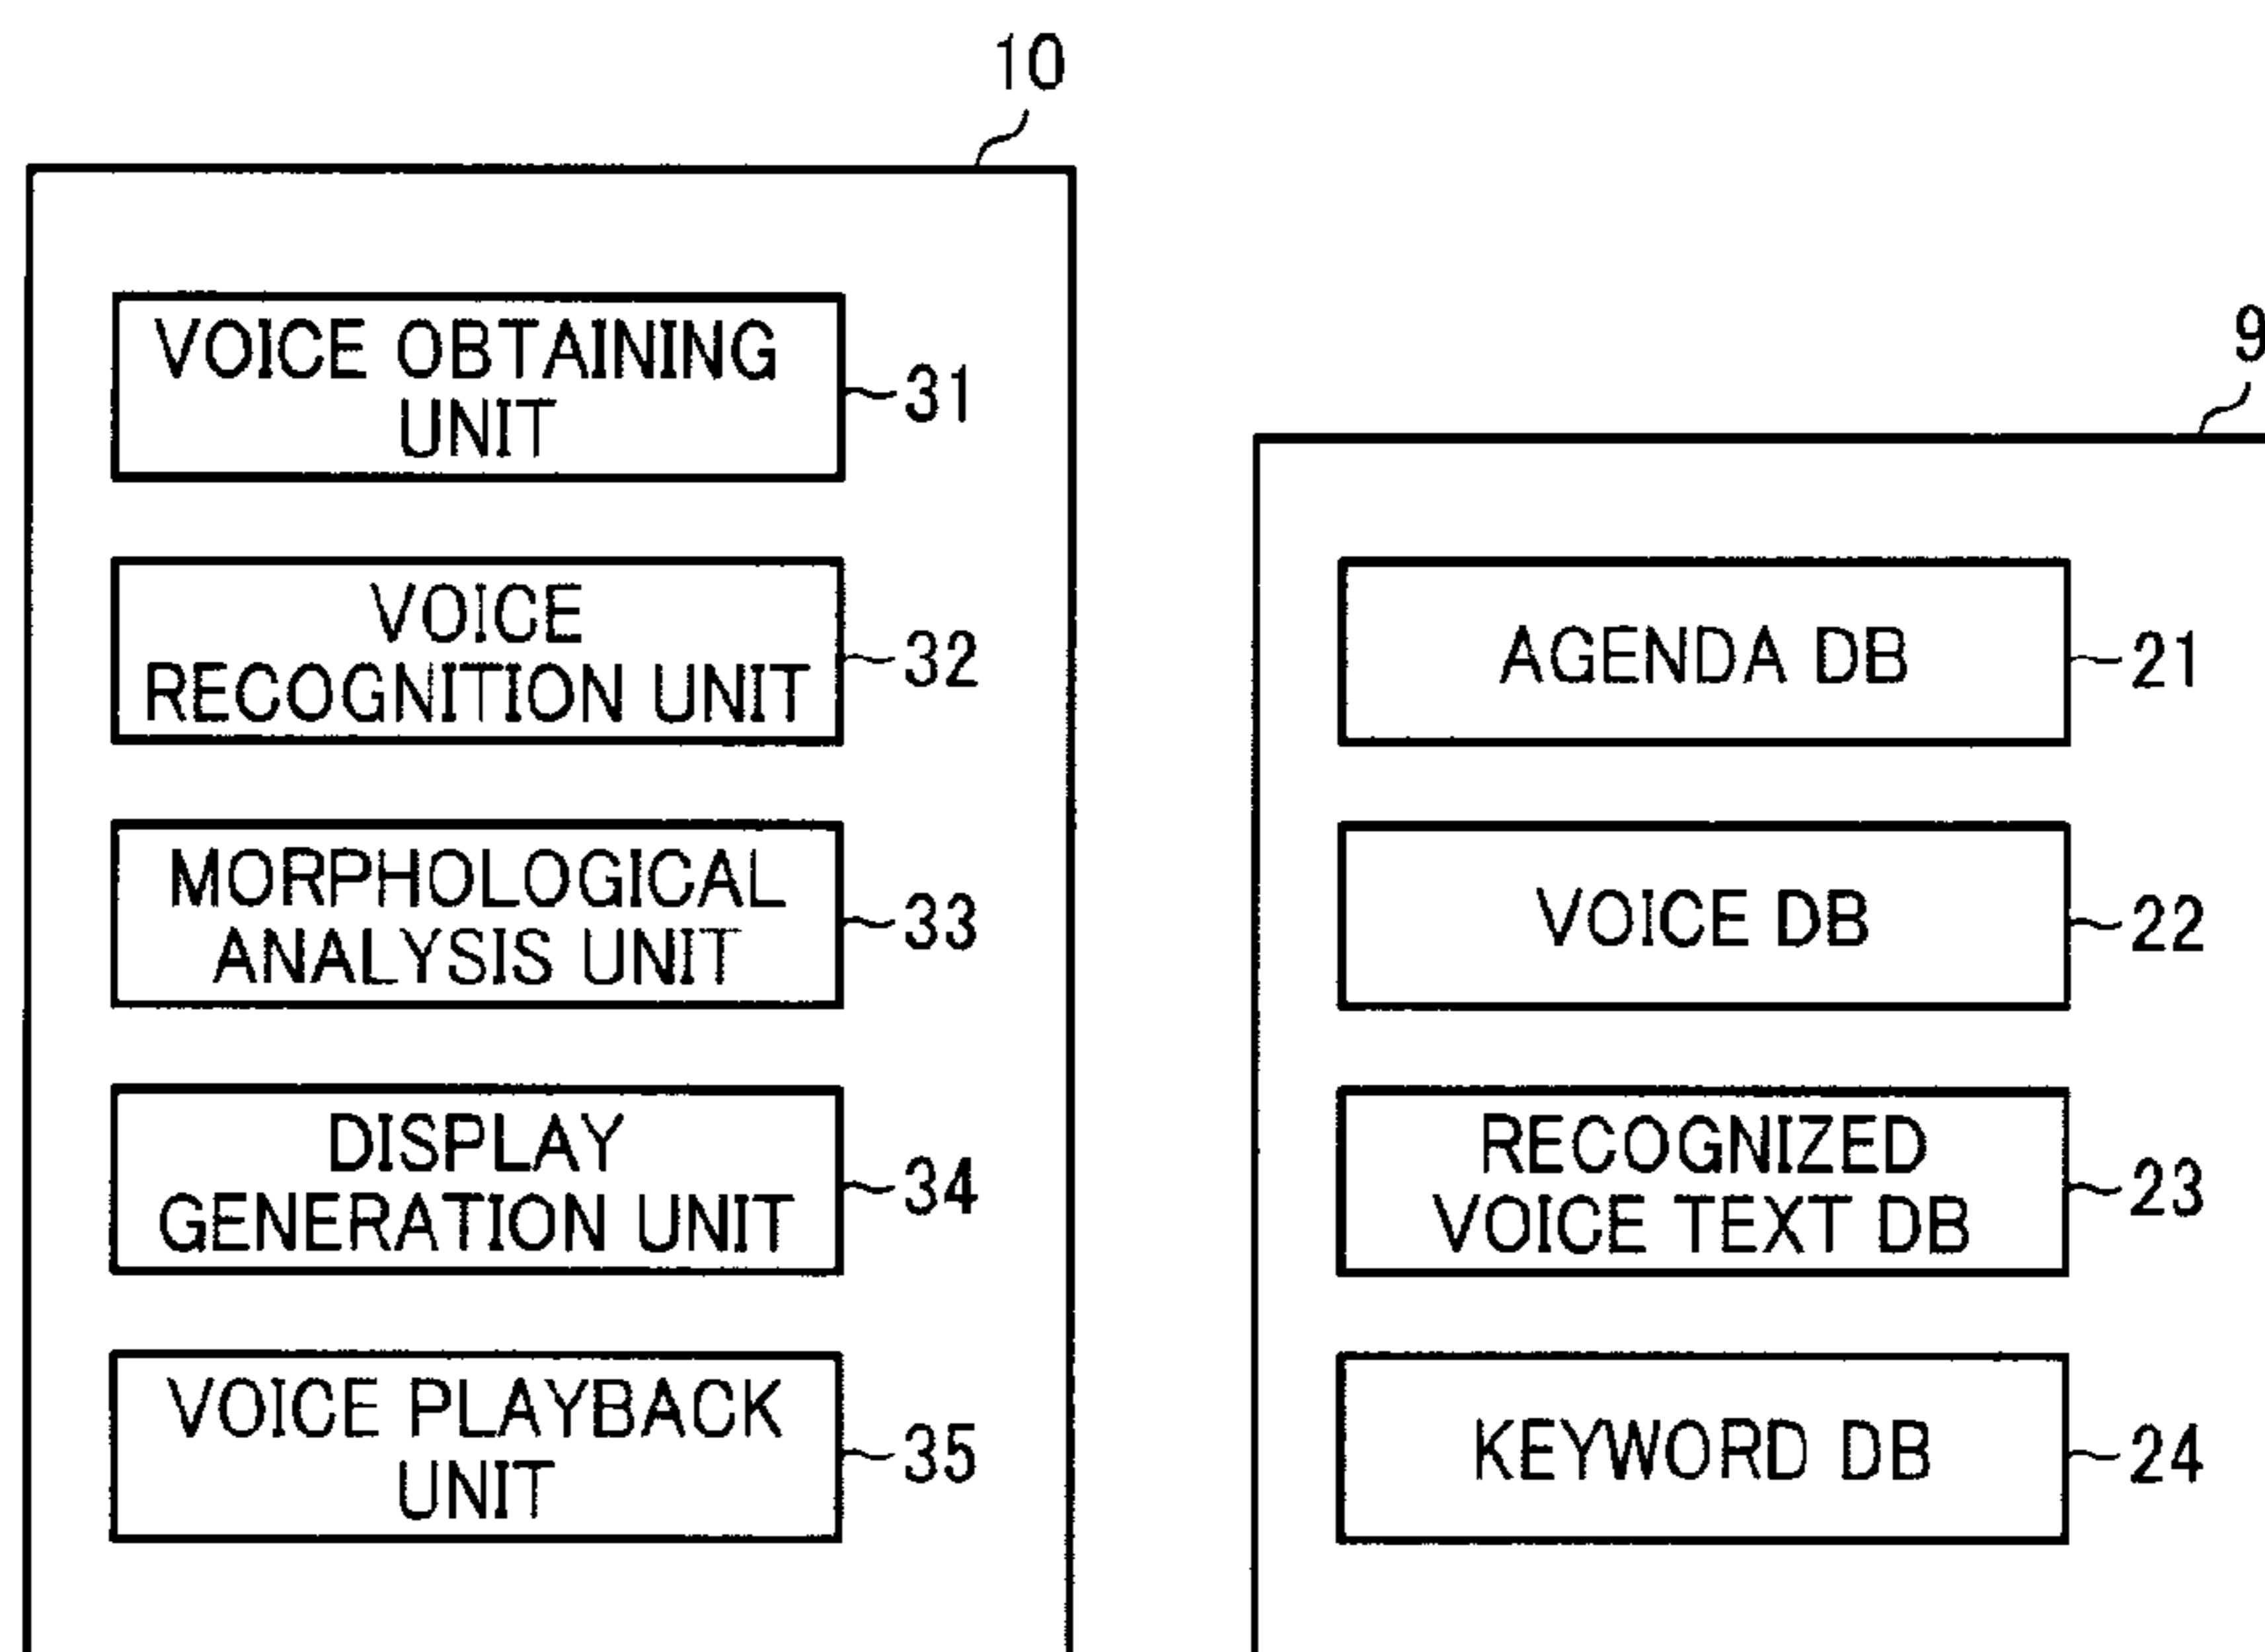 10
VOICE OBTAINING
UNIT
31
VOICE
RECOGNITION UNIT
32
MORPHOLOGICAL
ANALYSIS UNIT
33
DISPLAY
GENERATION UNIT
34
VOICE PLAYBACK
UNIT
35
9
AGENDA DB
21
VOICE DB
22
RECOGNIZED
VOICE TEXT DB
23
KEYWORD DB
24